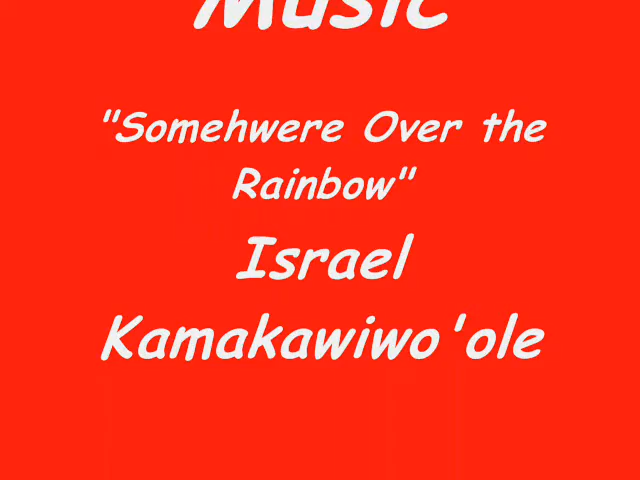 Music
"Somehwere Over the
Rainbow"
Israel
Kamakawiwo'ole